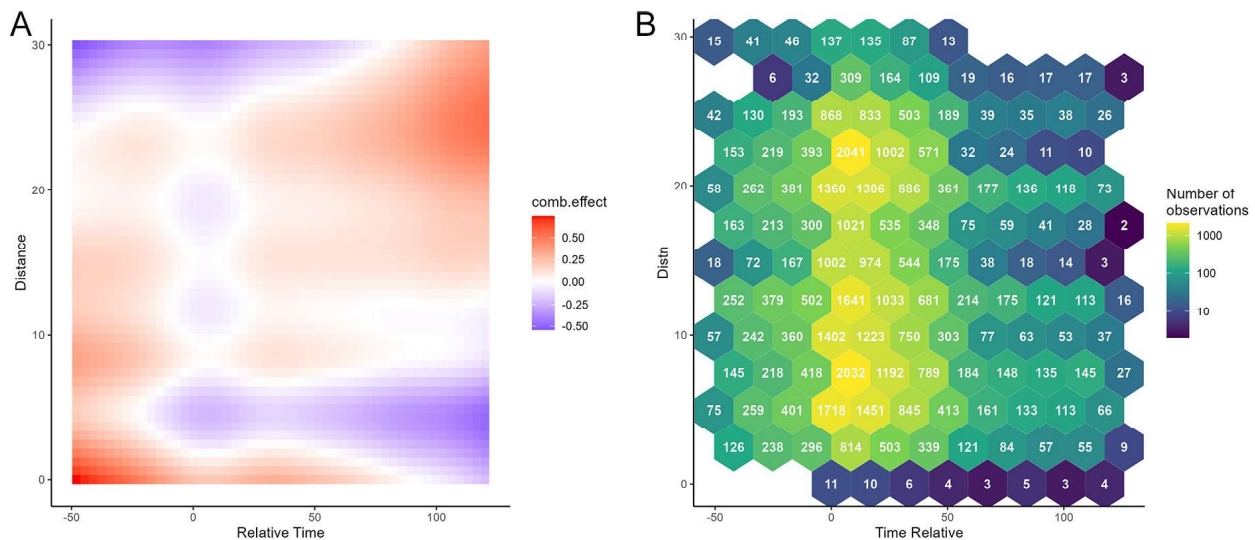 A
30
20
10
0
Distance
-50
0
50
100
Relative Time
comb.effect
0.50
0.25
0.00
-0.25
-0.50
B
30
20
10
0
Distn
15 41 46 137 135 87 13
6 32 309 164 109 19 16 17 17 3
42 130 193 868 833 503 189 39 35 38 26
153 219 393 2041 1002 571 32 24 11 10
58 262 381 1360 1306 886 361 177 136 118 73
163 213 300 1021 535 348 75 59 41 28 2
18 72 167 1002 974 544 175 38 18 14 3
252 379 502 1641 1033 681 214 175 121 113 16
57 242 360 1402 1223 750 303 77 63 53 37
145 218 418 2032 1192 789 184 148 135 145 27
75 259 401 1718 1451 845 413 161 133 113 66
126 238 296 814 503 339 121 84 57 55 9
11 10 6 4 3 5 3 4
-50
0
50
100
Time Relative
Number of
observations
1000
100
10